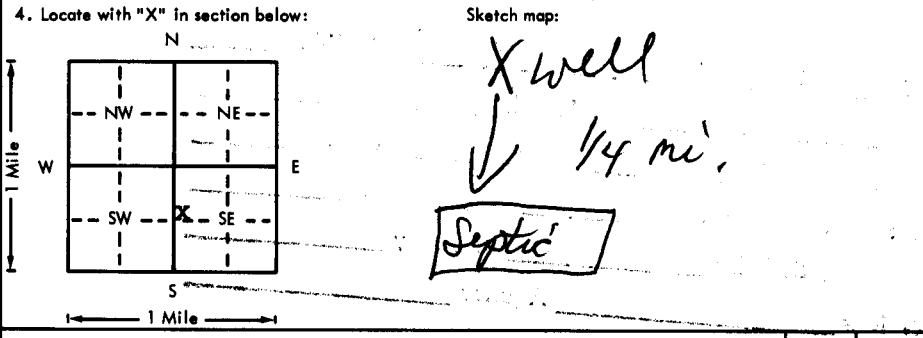 4. Locate with "X" in section below:
Sketch map:
N
X well
NW NE
1/4 mi.
1 Mile
W E
SW X SE
Septic
S
1 Mile